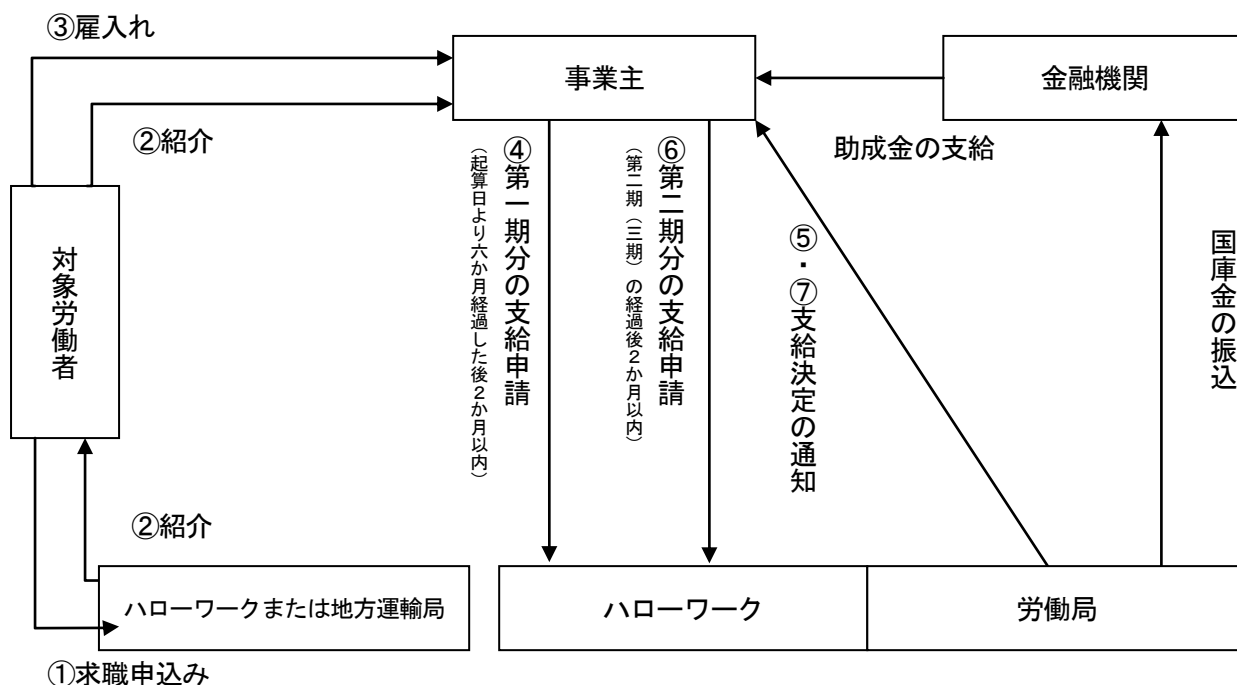 ③雇入れ
事業主
金融機関
②紹介
助成金の支給
④第一期分の支給申請
（起算日より六か月経過した後２か月以内）
⑥第二期分の支給申請
（第二期（三期）の経過後２か月以内）
⑤・⑦支給決定の通知
国庫金の振込
対象労働者
②紹介
ハローワークまたは地方運輸局
ハローワーク
労働局
①求職申込み